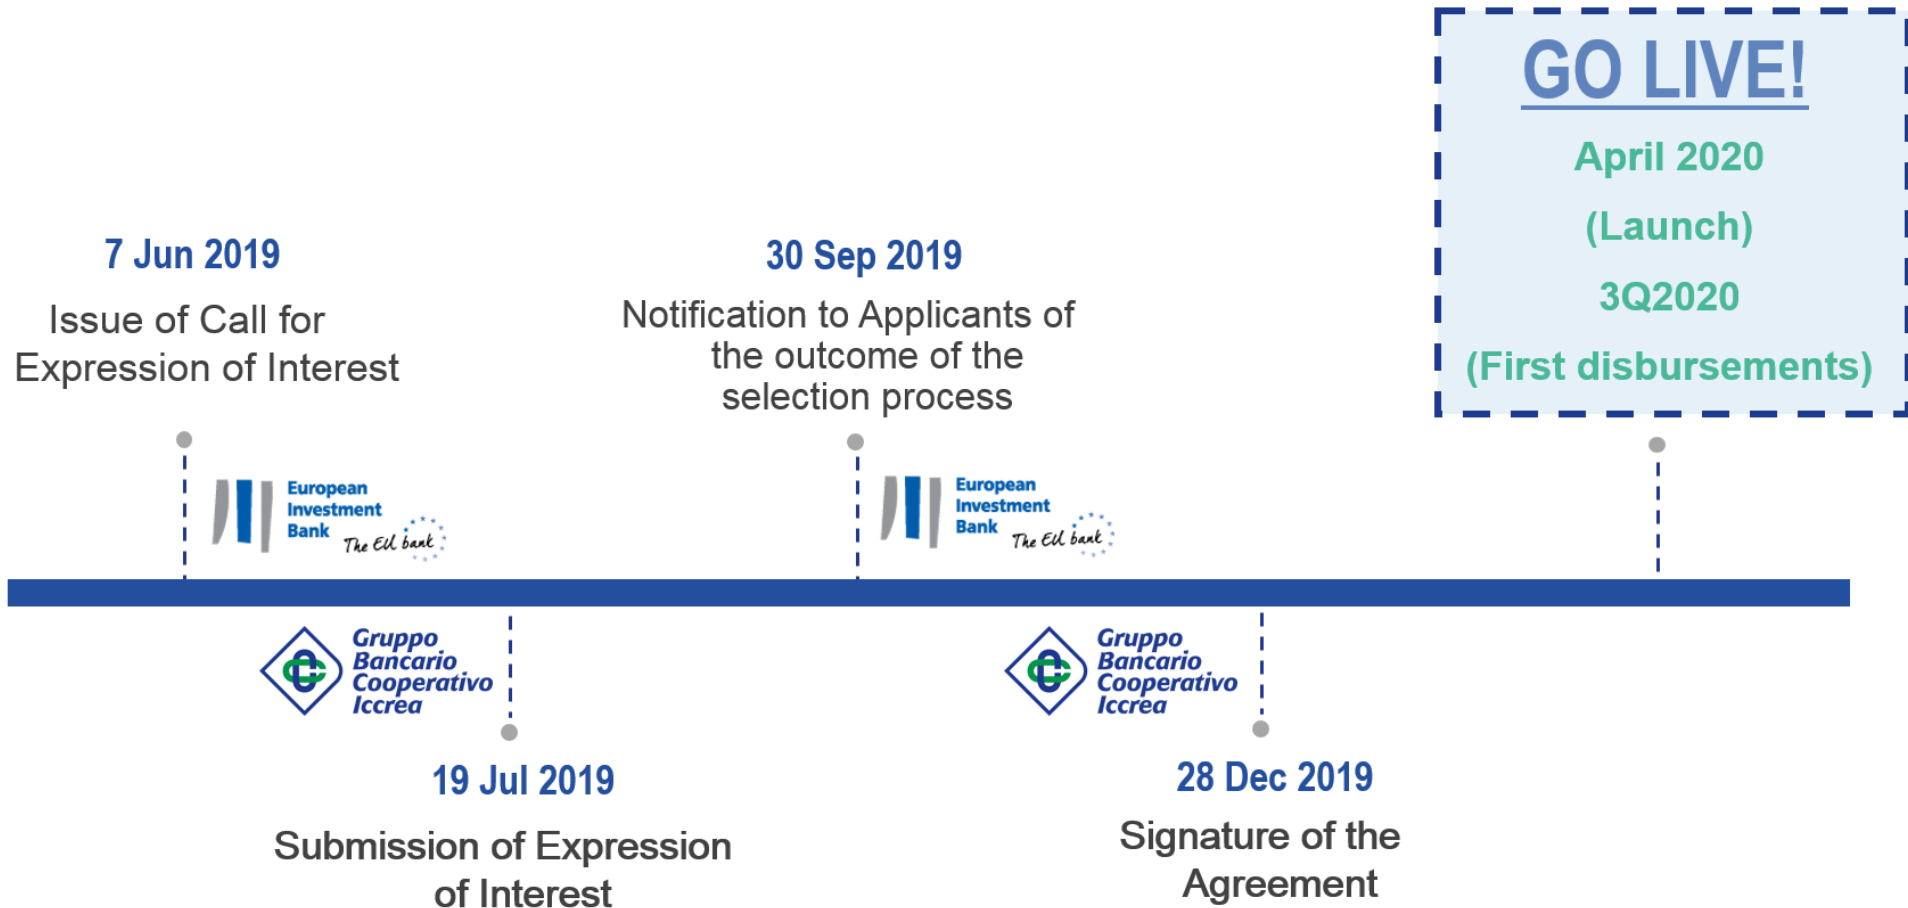 GO LIVE!
April 2020
(Launch)
3Q2020
(First disbursements)
7 Jun 2019
Issue of Call for
Expression of Interest
30 Sep 2019
Notification to Applicants of
the outcome of the
selection process
European
Investment
Bank
The EU bank
European
Investment
Bank
The EU bank
Gruppo
Bancario
Cooperativo
Iccrea
Gruppo
Bancario
Cooperativo
Iccrea
19 Jul 2019
Submission of Expression
of Interest
28 Dec 2019
Signature of the
Agreement